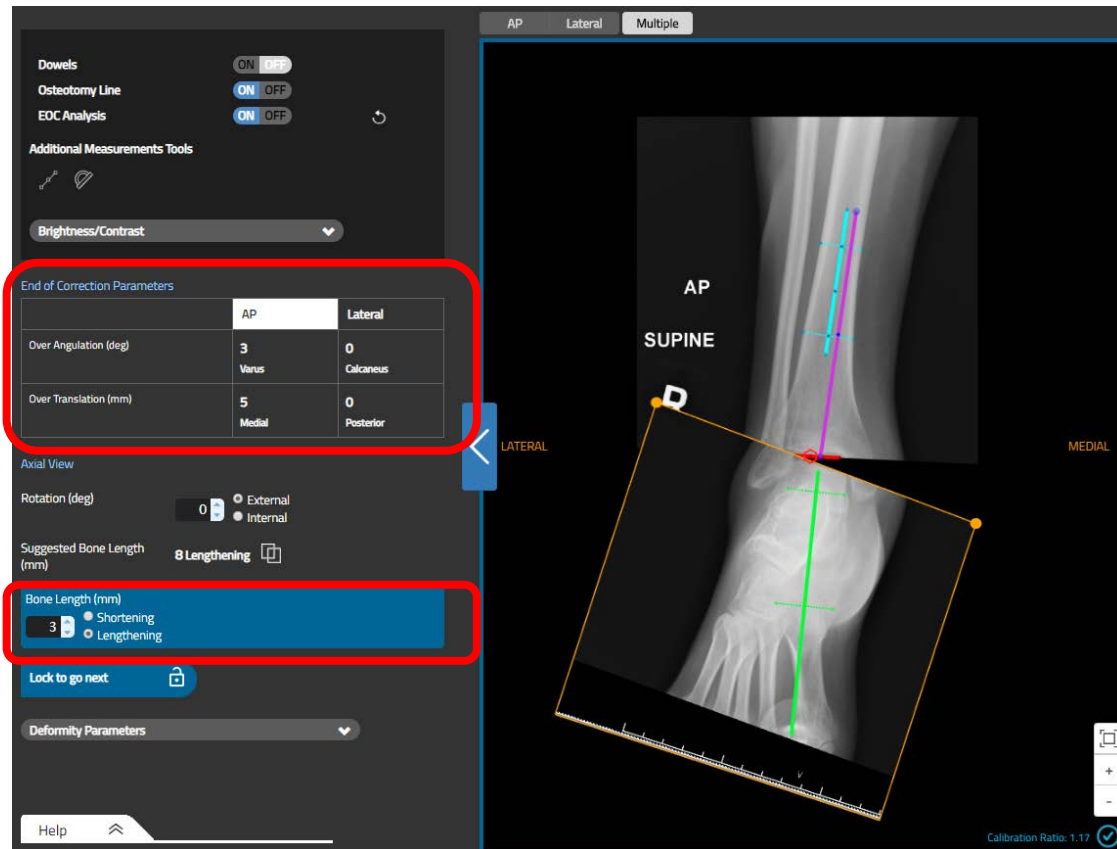 AP Lateral Multiple
Dowels ON OFF
Osteotomy Line ON OFF
EOC Analysis ON OFF
Additional Measurements Tools
Brightness/Contrast
End of Correction Parameters
AP Lateral
Over Angulation (deg) 3 0
Varus Calcaneus
Over Translation (mm) 5 0
Medial Posterior
Axial View
Rotation (deg) 0 External
Internal
Suggested Bone Length (mm) 8 Lengthening
Bone Length (mm)
3 Shortening
Lengthening
Lock to go next
Deformity Parameters
Help
AP
SUPINE
R
LATERAL MEDIAL
+
-
Calibration Ratio: 1.17